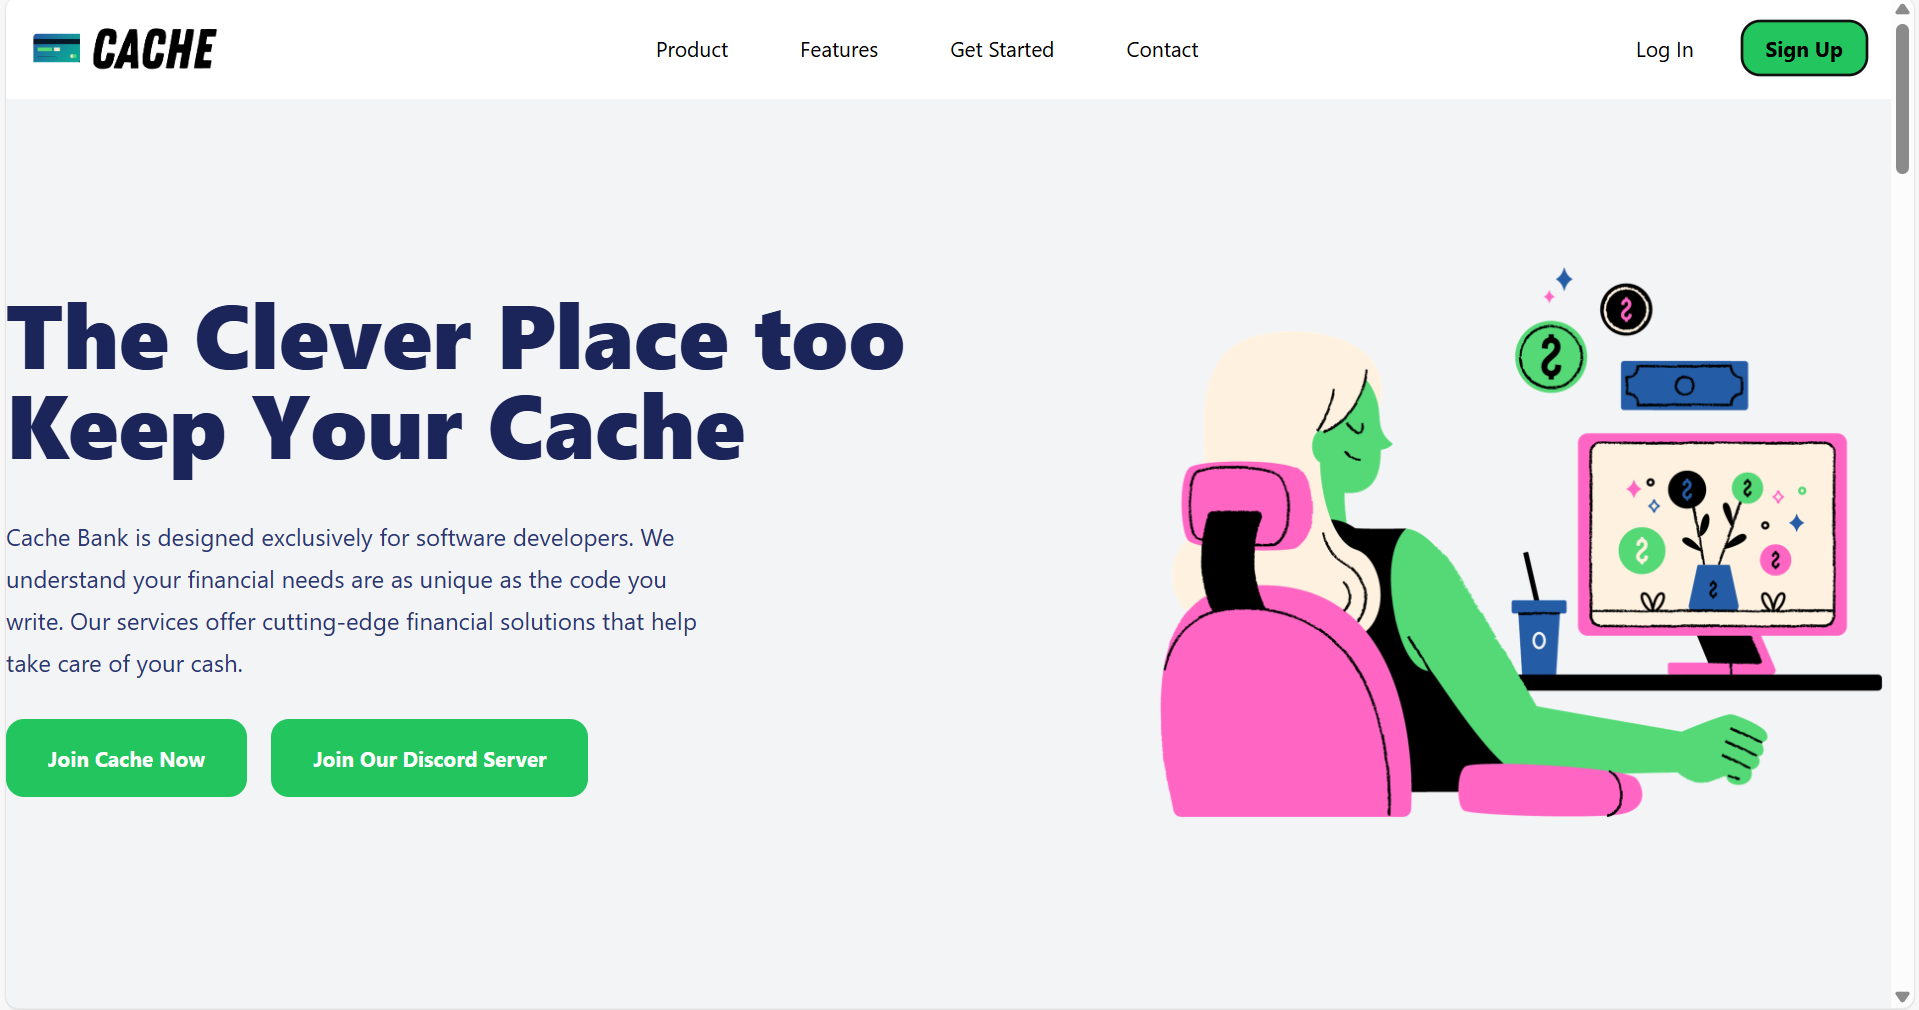 CACHE
Product Features Get Started Contact
Log In Sign Up
The Clever Place too
Keep Your Cache
Cache Bank is designed exclusively for software developers. We
understand your financial needs are as unique as the code you
write. Our services offer cutting-edge financial solutions that help
take care of your cash.
Join Cache Now Join Our Discord Server